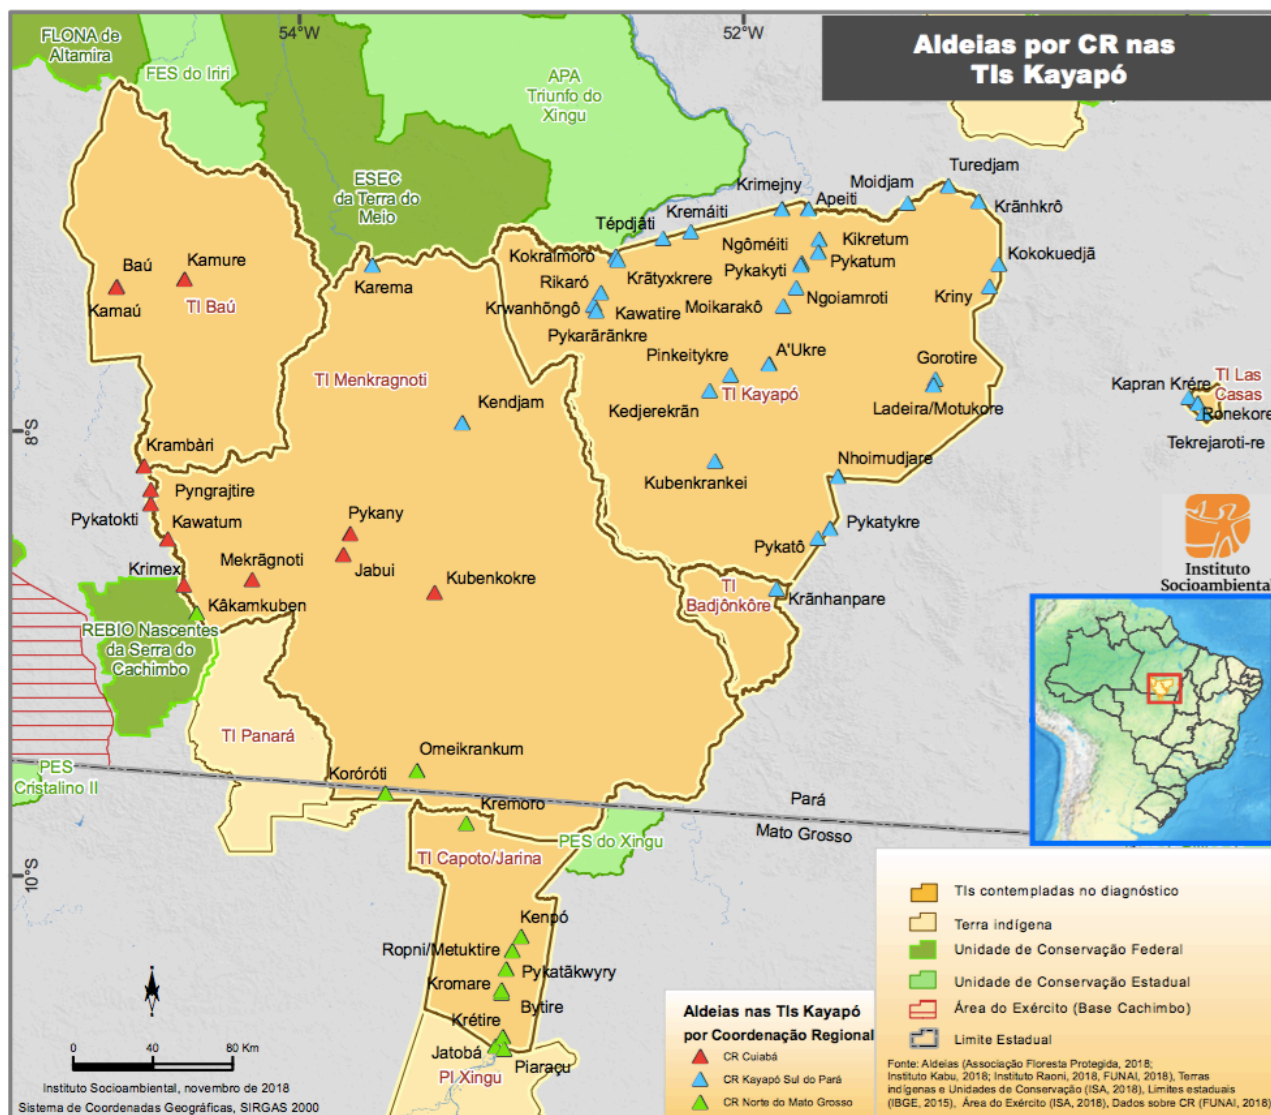 Aldeias por CR nas
TIs Kayapó
54°W
52°W
8°S
10°S
FLONA de
Altamira
FES do Iriri
APA
Triunfo do
Xingu
ESEC
da Terra do
Meio
Turedjam
Moidjam
Krimejny
Apeiti
Krãnhkrô
Kremáiti
Tépdjâti
Ngôméiti
Kikretum
Kokokuedjã
Kokraimoro
Pykatum
Baú
Kamure
Karema
Rikaró
Krãtyxkrere
Pykakyti
Kamaú
TI Baú
Krwanhõngô
Kawatire
Moikarakô
Ngoiamroti
Kriny
Pykarãrãnkre
Pinkeitykre
A'Ukre
Gorotire
TI Menkragnoti
TI Kayapó
Kapran Krére
TI Las
Casas
Kendjam
Kedjerekrãn
Ladeira/Motukore
Ronekore
Tekrejaroti-re
Krambàri
Kubenkrankei
Nhoimudjare
Pyngrajtire
Pykatokti
Kawatum
Pykany
Pykatykre
Pykatô
Krimex
Mekrãgnoti
Jabui
Kubenkokre
TI
Badjônkôre
Krãnhanpare
Kâkamkuben
REBIO Nascentes
da Serra do
Cachimbo
TI Panará
Omeikrankum
PES
Cristalino II
Koróróti
Kremoro
Pará
Mato Grosso
PES do Xingu
TI Capoto/Jarina
Kenpó
Ropni/Metuktire
Pykatãkwyry
Kromare
Bytire
Krétire
Jatobá
Piaraçu
PI Xingu
Instituto
Socioambiental
0 40 80 Km
Instituto Socioambiental, novembro de 2018
Sistema de Coordenadas Geográficas, SIRGAS 2000
Aldeias nas TIs Kayapó
por Coordenação Regional
CR Cuiabá
CR Kayapó Sul do Pará
CR Norte do Mato Grosso
TIs contempladas no diagnóstico
Terra indígena
Unidade de Conservação Federal
Unidade de Conservação Estadual
Área do Exército (Base Cachimbo)
Limite Estadual
Fonte: Aldeias (Associação Floresta Protegida, 2018;
Instituto Kabu, 2018; Instituto Raoni, 2018, FUNAI, 2018), Terras
indígenas e Unidades de Conservação (ISA, 2018), Limites estaduais
(IBGE, 2015), Área do Exército (ISA, 2018), Dados sobre CR (FUNAI, 2018)